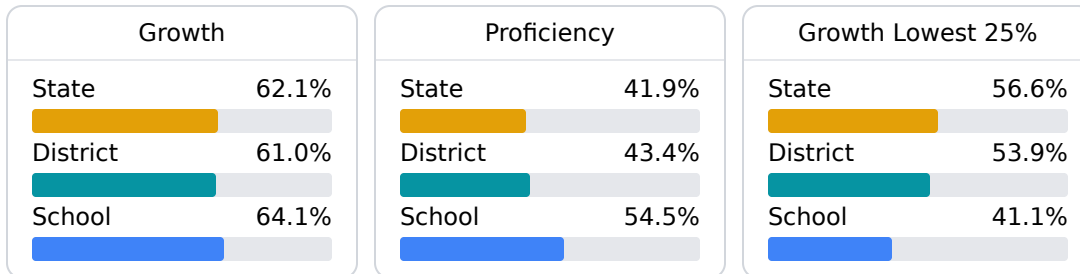 Growth
State 62.1%
District 61.0%
School 64.1%
Proficiency
State 41.9%
District 43.4%
School 54.5%
Growth Lowest 25%
State 56.6%
District 53.9%
School 41.1%